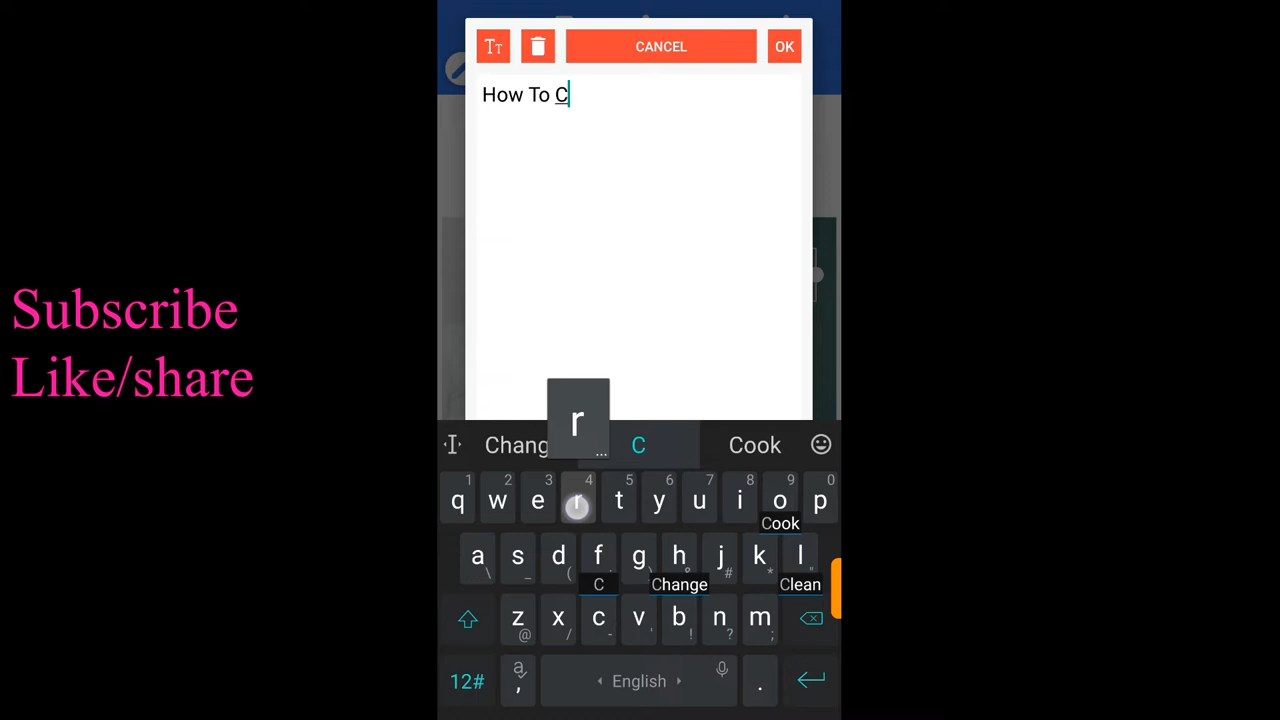 TT
CANCEL
OK
How To C
Subscribe
Like/share
r
...
C
Cook
1 2 3 4 5 6 7 8 9 0
q w e r t y u i o p
Cook
a s d f g h j k l
\ _ ( : ) & # * "
C Change Clean
z x c v b n m
@ / - ' ! ? ;
12# a , English .